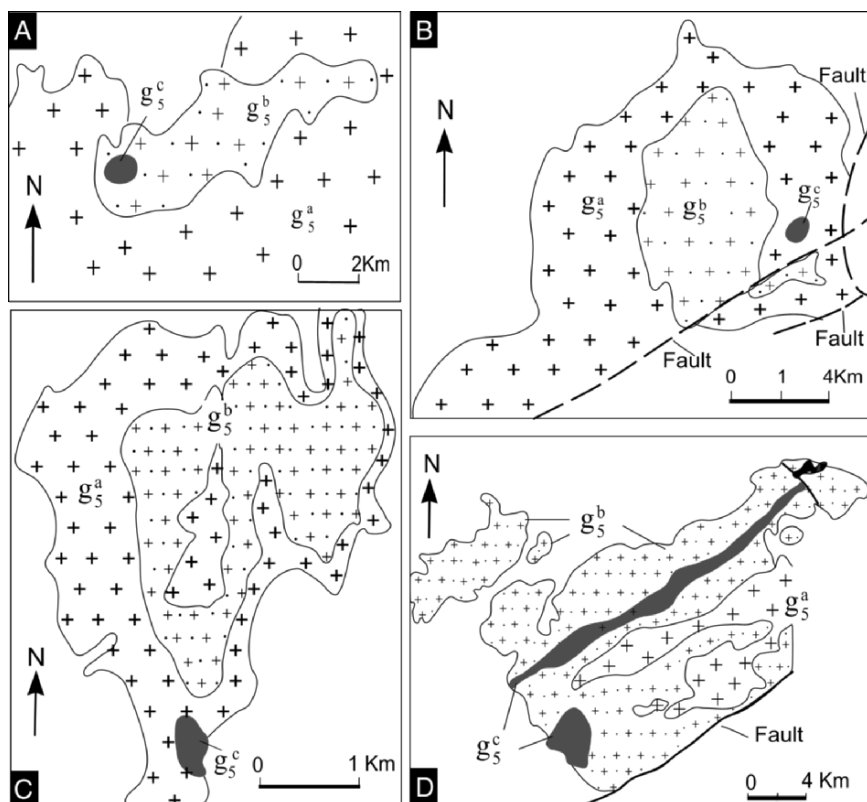 A
g₅ᶜ
g₅ᵇ
N
g₅ᵃ
0 2Km
B
Fault
g₅ᵃ
g₅ᵇ
g₅ᶜ
N
Fault
Fault
0 1 4Km
C
g₅ᵇ
g₅ᵃ
N
g₅ᶜ
0 1 Km
D
N
g₅ᵇ
g₅ᵃ
g₅ᶜ
Fault
0 4 Km